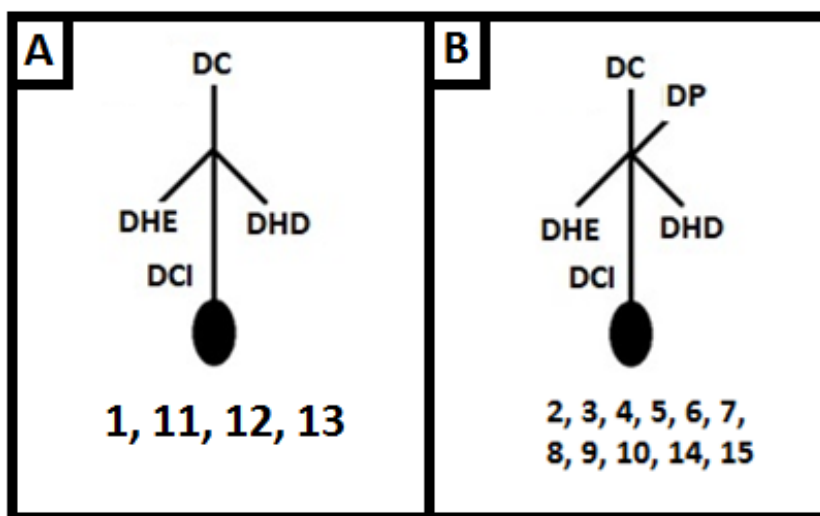 A
DC
DHE
DHD
DCI
1, 11, 12, 13
B
DC
DP
DHE
DHD
DCI
2, 3, 4, 5, 6, 7,
8, 9, 10, 14, 15